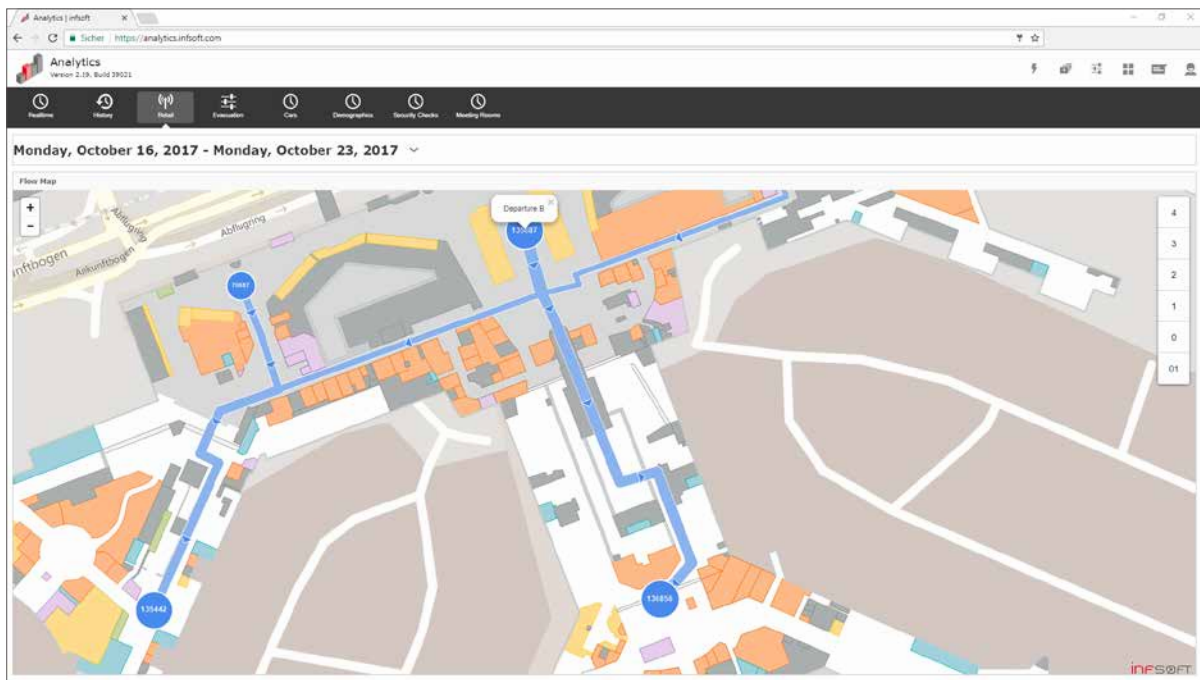 Analytics | infsoft
Sicher
https://analytics.infsoft.com
Analytics
Version 2.19, Build 39021
Realtime
History
Retail
Evacuation
Cars
Demographics
Security Checks
Meeting Rooms
Monday, October 16, 2017 - Monday, October 23, 2017
Flow Map
+
−
Abflugring
Abflugring
nftbogen
Ankunftbogen
Departure B
135442
4
3
2
1
0
01
infsoft